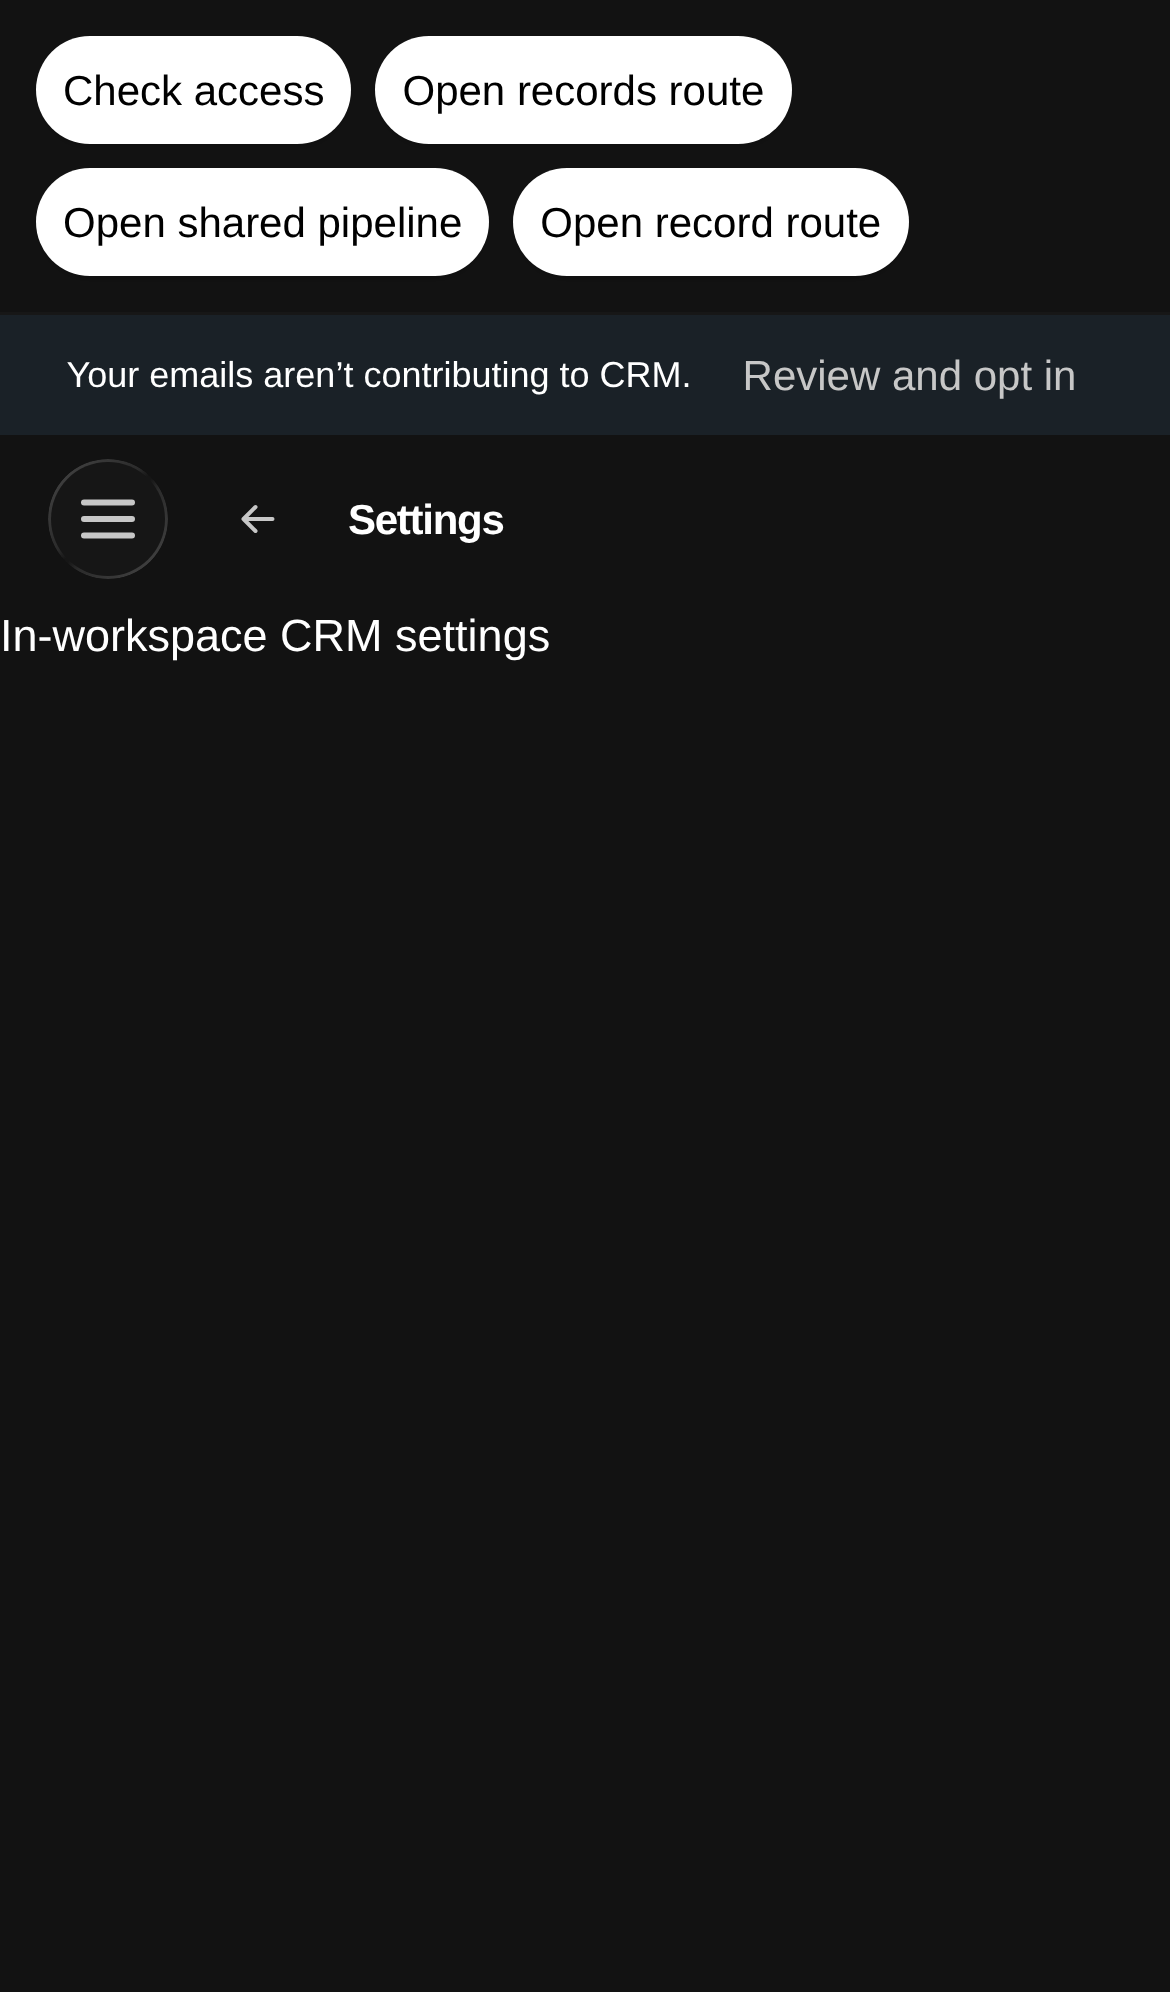 Check access
Open records route
Open shared pipeline
Open record route
Your emails aren’t contributing to CRM.
Review and opt in
Settings
In-workspace CRM settings